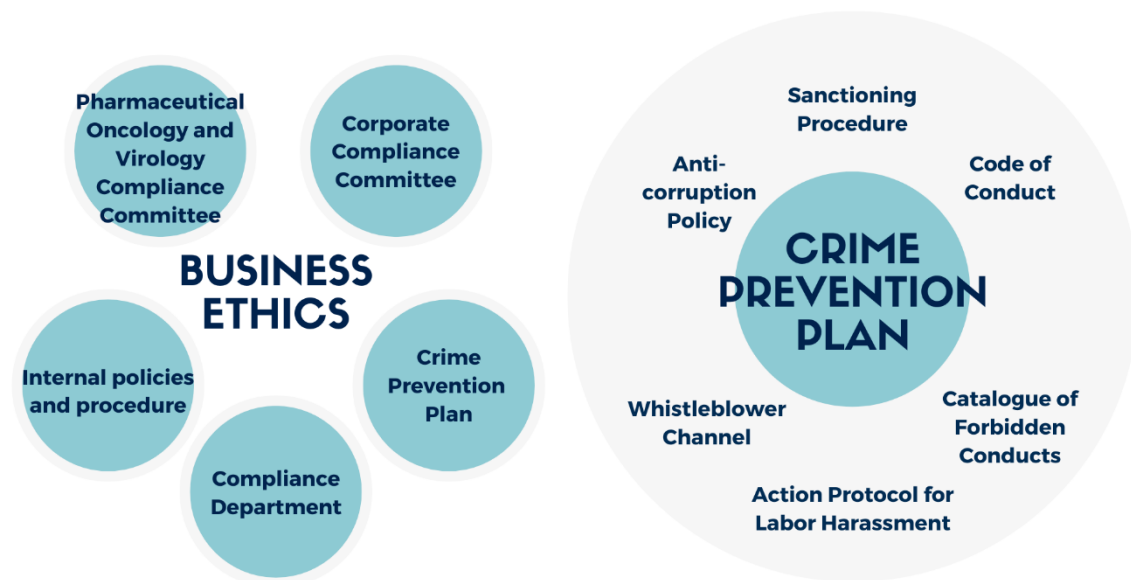 Pharmaceutical
Oncology and
Virology
Compliance
Committee
Corporate
Compliance
Committee
BUSINESS
ETHICS
Internal policies
and procedure
Crime
Prevention
Plan
Compliance
Department
Sanctioning
Procedure
Anti-
corruption
Policy
Code of
Conduct
CRIME
PREVENTION
PLAN
Whistleblower
Channel
Catalogue of
Forbidden
Conducts
Action Protocol for
Labor Harassment